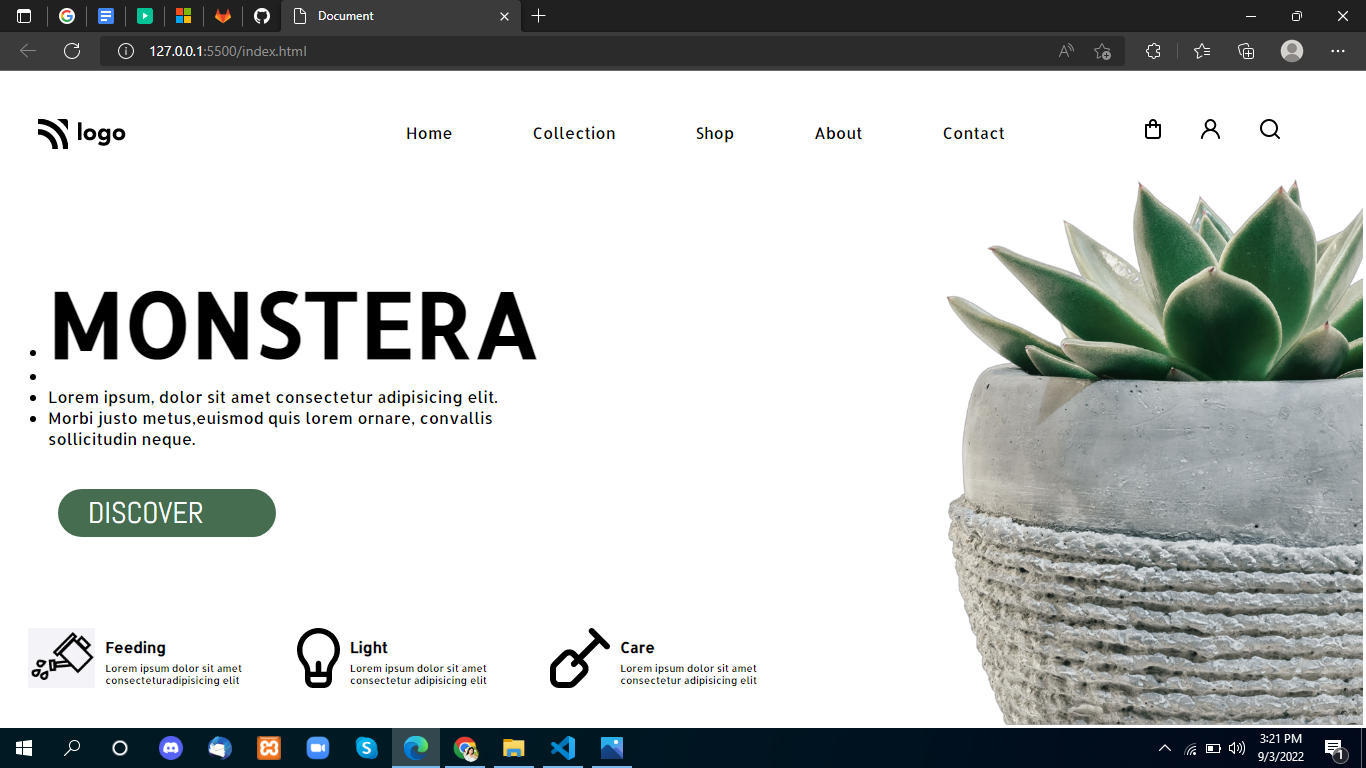 Document
127.0.0.1:5500/index.html
logo
Home Collection Shop About Contact
MONSTERA
Lorem ipsum, dolor sit amet consectetur adipisicing elit.
Morbi justo metus,euismod quis lorem ornare, convallis
sollicitudin neque.
DISCOVER
Feeding
Lorem ipsum dolor sit amet
consecteturadipisicing elit
Light
Lorem ipsum dolor sit amet
consectetur adipisicing elit
Care
Lorem ipsum dolor sit amet
consectetur adipisicing elit
3:21 PM
9/3/2022
1